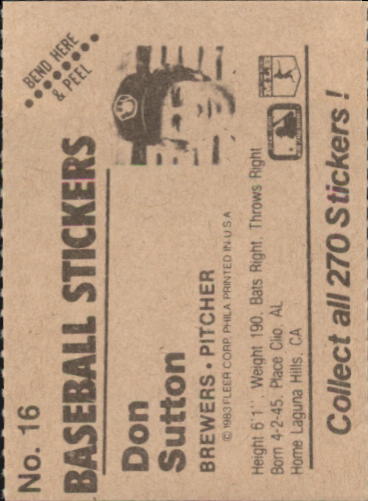 No. 16
BEND HERE
& PEEL
BASEBALL STICKERS
Don
Sutton
BREWERS • PITCHER
© 1983 FLEER CORP. PHILA PRINTED IN U.S.A
Height 6'1''. Weight 190. Bats Right. Throws Right
Born 4-2-45. Place Clio, AL
Home Laguna Hills, CA
Collect all 270 Stickers!